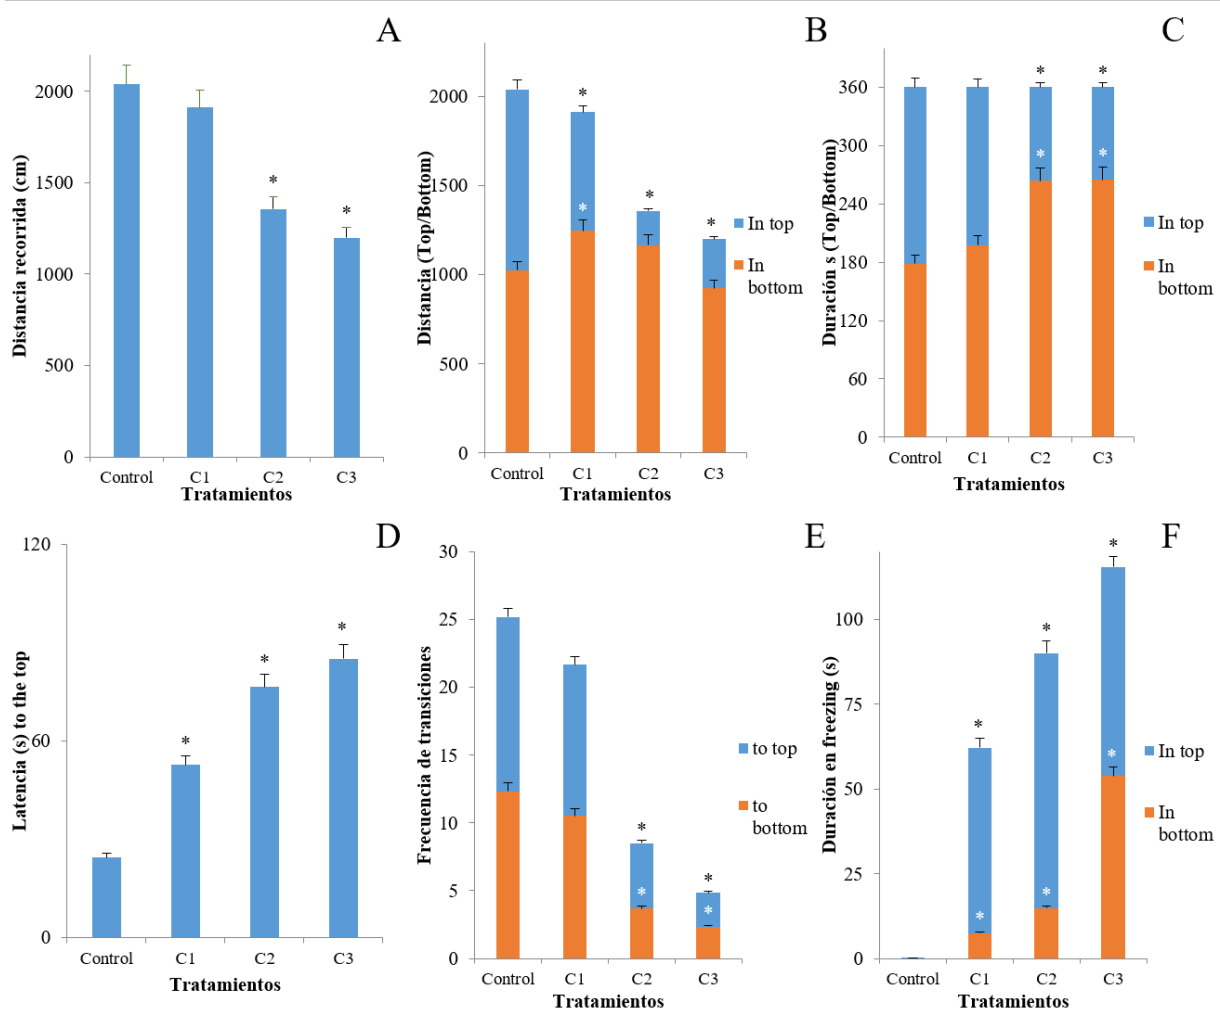 A
Distancia recorrida (cm)
2000
1500
1000
500
0
*
*
Control
C1
C2
C3
Tratamientos
B
Distancia (Top/Bottom)
2000
1500
1000
500
0
*
*
*
*
In top
In
bottom
Control
C1
C2
C3
Tratamientos
C
Duración s (Top/Bottom)
360
300
240
180
120
60
0
*
*
*
*
In top
In
bottom
Control
C1
C2
C3
Tratamientos
D
Latencia (s) to the top
120
60
0
*
*
*
Control
C1
C2
C3
Tratamientos
E
Frecuencia de transiciones
30
25
20
15
10
5
0
*
*
*
*
to top
to
bottom
Control
C1
C2
C3
Tratamientos
F
Duración en freezing (s)
100
75
50
25
0
*
*
*
*
*
*
In top
In
bottom
Control
C1
C2
C3
Tratamientos